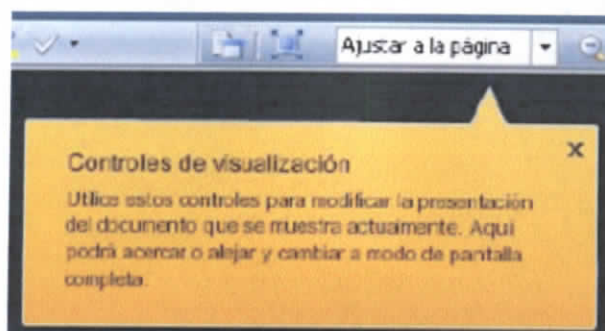 Ajustar a la página
Controles de visualización
Utilice estos controles para modificar la presentación
del documento que se muestra actualmente. Aquí
podrá acercar o alejar y cambiar a modo de pantalla
completa.